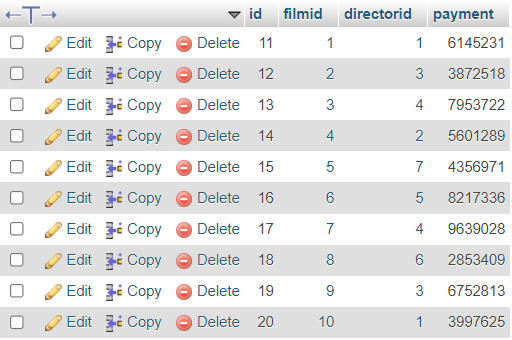 id filmid directorid payment
Edit Copy Delete 11 1 1 6145231
Edit Copy Delete 12 2 3 3872518
Edit Copy Delete 13 3 4 7953722
Edit Copy Delete 14 4 2 5601289
Edit Copy Delete 15 5 7 4356971
Edit Copy Delete 16 6 5 8217336
Edit Copy Delete 17 7 4 9639028
Edit Copy Delete 18 8 6 2853409
Edit Copy Delete 19 9 3 6752813
Edit Copy Delete 20 10 1 3997625